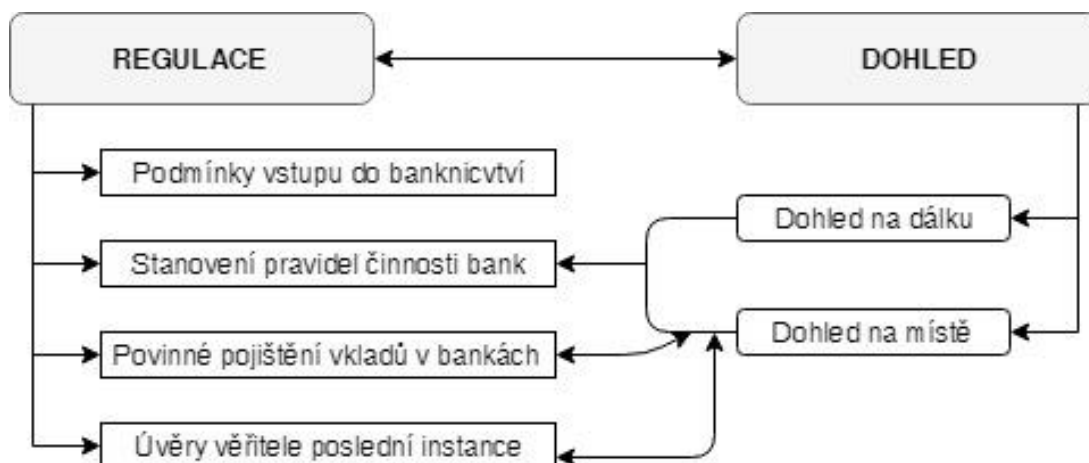 REGULACE
DOHLED
Podmínky vstupu do banknicvtví
Dohled na dálku
Stanovení pravidel činnosti bank
Dohled na místě
Povinné pojištění vkladů v bankách
Úvěry věřitele poslední instance